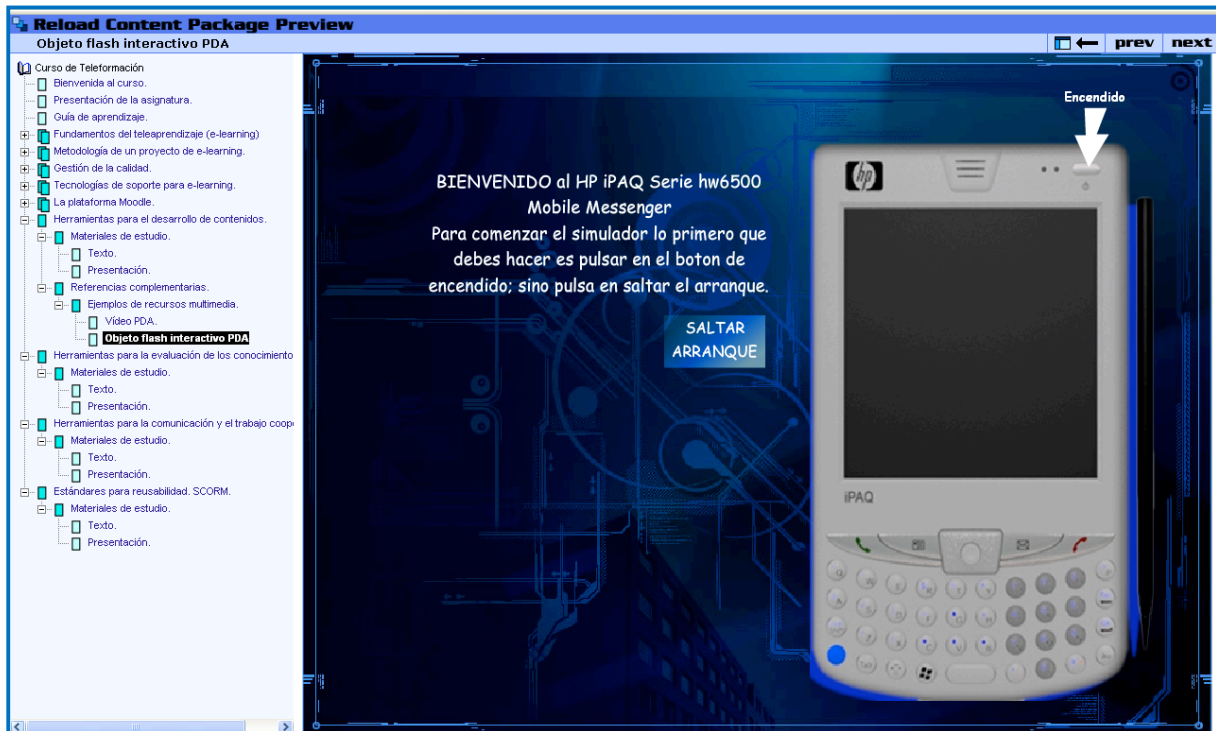 Reload Content Package Preview
Objeto flash interactivo PDA
prev next
Curso de Teleformación
Bienvenida al curso.
Presentación de la asignatura.
Guía de aprendizaje.
Fundamentos del teleaprendizaje (e-learning)
Metodología de un proyecto de e-learning.
Gestión de la calidad.
Tecnologías de soporte para e-learning.
La plataforma Moodle.
Herramientas para el desarrollo de contenidos.
Materiales de estudio.
Texto.
Presentación.
Referencias complementarias.
Ejemplos de recursos multimedia.
Vídeo PDA.
Objeto flash interactivo PDA
Herramientas para la evaluación de los conocimiento
Materiales de estudio.
Texto.
Presentación.
Herramientas para la comunicación y el trabajo coop
Materiales de estudio.
Texto.
Presentación.
Estándares para reusabilidad. SCORM.
Materiales de estudio.
Texto.
Presentación.
BIENVENIDO al HP iPAQ Serie hw6500
Mobile Messenger
Para comenzar el simulador lo primero que
debes hacer es pulsar en el boton de
encendido; sino pulsa en saltar el arranque.
SALTAR
ARRANQUE
Encendido
hp
iPAQ